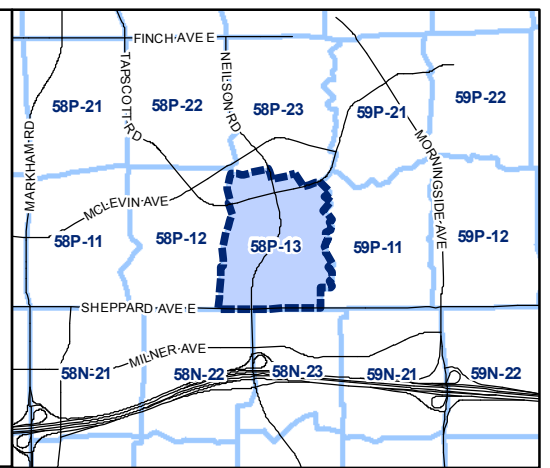 FINCH AVE E
TAPSCOTT RD
NEILSON RD
58P-21
58P-22
58P-23
59P-21
59P-22
MARKHAM RD
MORNINGSIDE AVE
MCLEVIN AVE
58P-11
58P-12
58P-13
59P-11
59P-12
SHEPPARD AVE E
MILNER AVE
58N-21
58N-22
58N-23
59N-21
59N-22